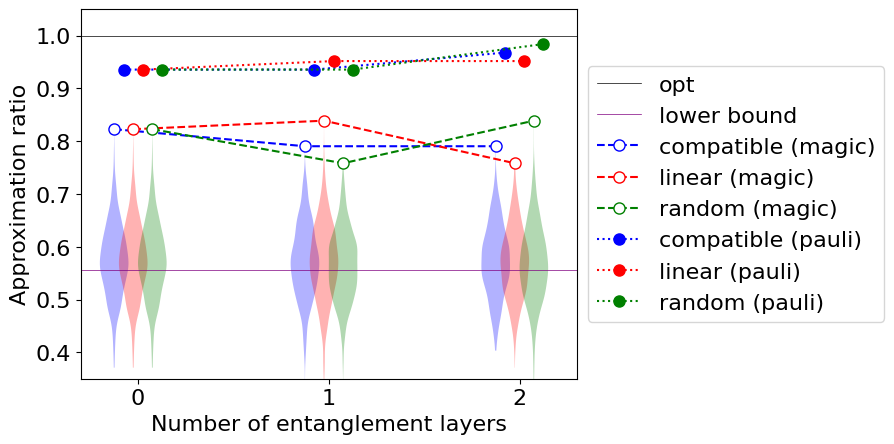 1.0
0.9
0.8
0.7
0.6
0.5
0.4
Approximation ratio
0 1 2
Number of entanglement layers
opt
lower bound
compatible (magic)
linear (magic)
random (magic)
compatible (pauli)
linear (pauli)
random (pauli)